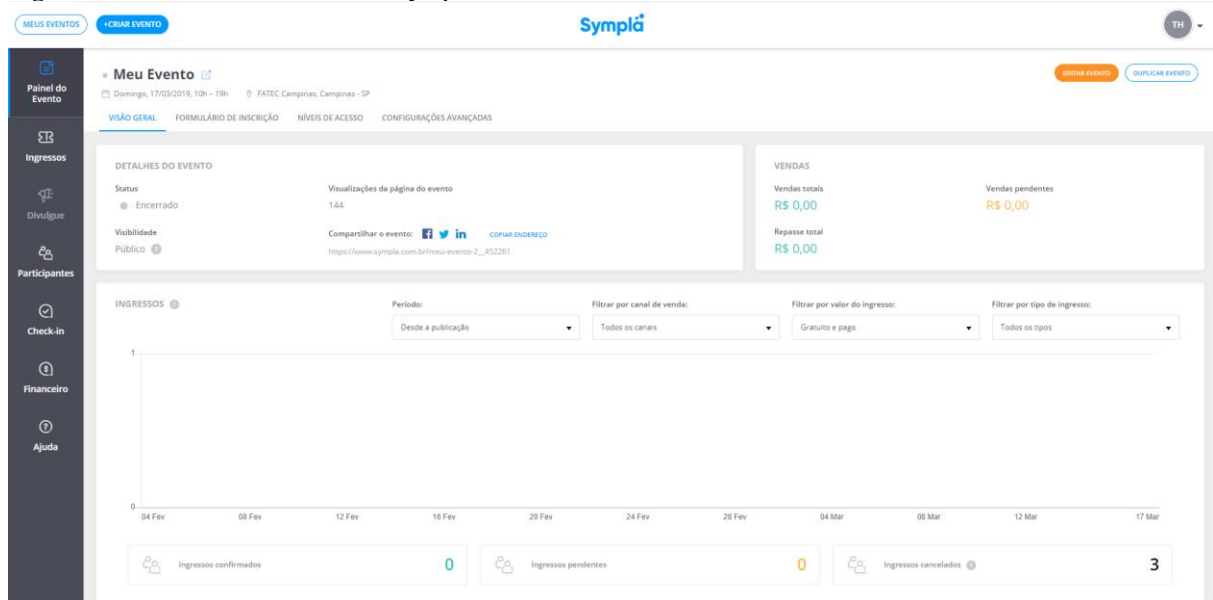 MEUS EVENTOS
+CRIAR EVENTO
Sympla
TH
Painel do
Evento
Ingressos
Divulgue
Participantes
Check-in
Financeiro
Ajuda
Meu Evento
Domingo, 17/03/2019, 10h - 19h FATEC Campinas, Campinas - SP
EDITAR EVENTO
DUPLICAR EVENTO
VISÃO GERAL FORMULÁRIO DE INSCRIÇÃO NÍVEIS DE ACESSO CONFIGURAÇÕES AVANÇADAS
DETALHES DO EVENTO
Status
Encerrado
Visualizações da página do evento
144
Visibilidade
Público
Compartilhar o evento: COPIAR ENDEREÇO
https://www.sympla.com.br/meu-evento-2__452261
VENDAS
Vendas totais
R$ 0,00
Vendas pendentes
R$ 0,00
Repasse total
R$ 0,00
INGRESSOS
Período:
Desde a publicação
Filtrar por canal de venda:
Todos os canais
Filtrar por valor do ingresso:
Gratuito e pago
Filtrar por tipo de ingresso:
Todos os tipos
1
0
04 Fev 08 Fev 12 Fev 16 Fev 20 Fev 24 Fev 28 Fev 04 Mar 08 Mar 12 Mar 17 Mar
Ingressos confirmados 0
Ingressos pendentes 0
Ingressos cancelados 3